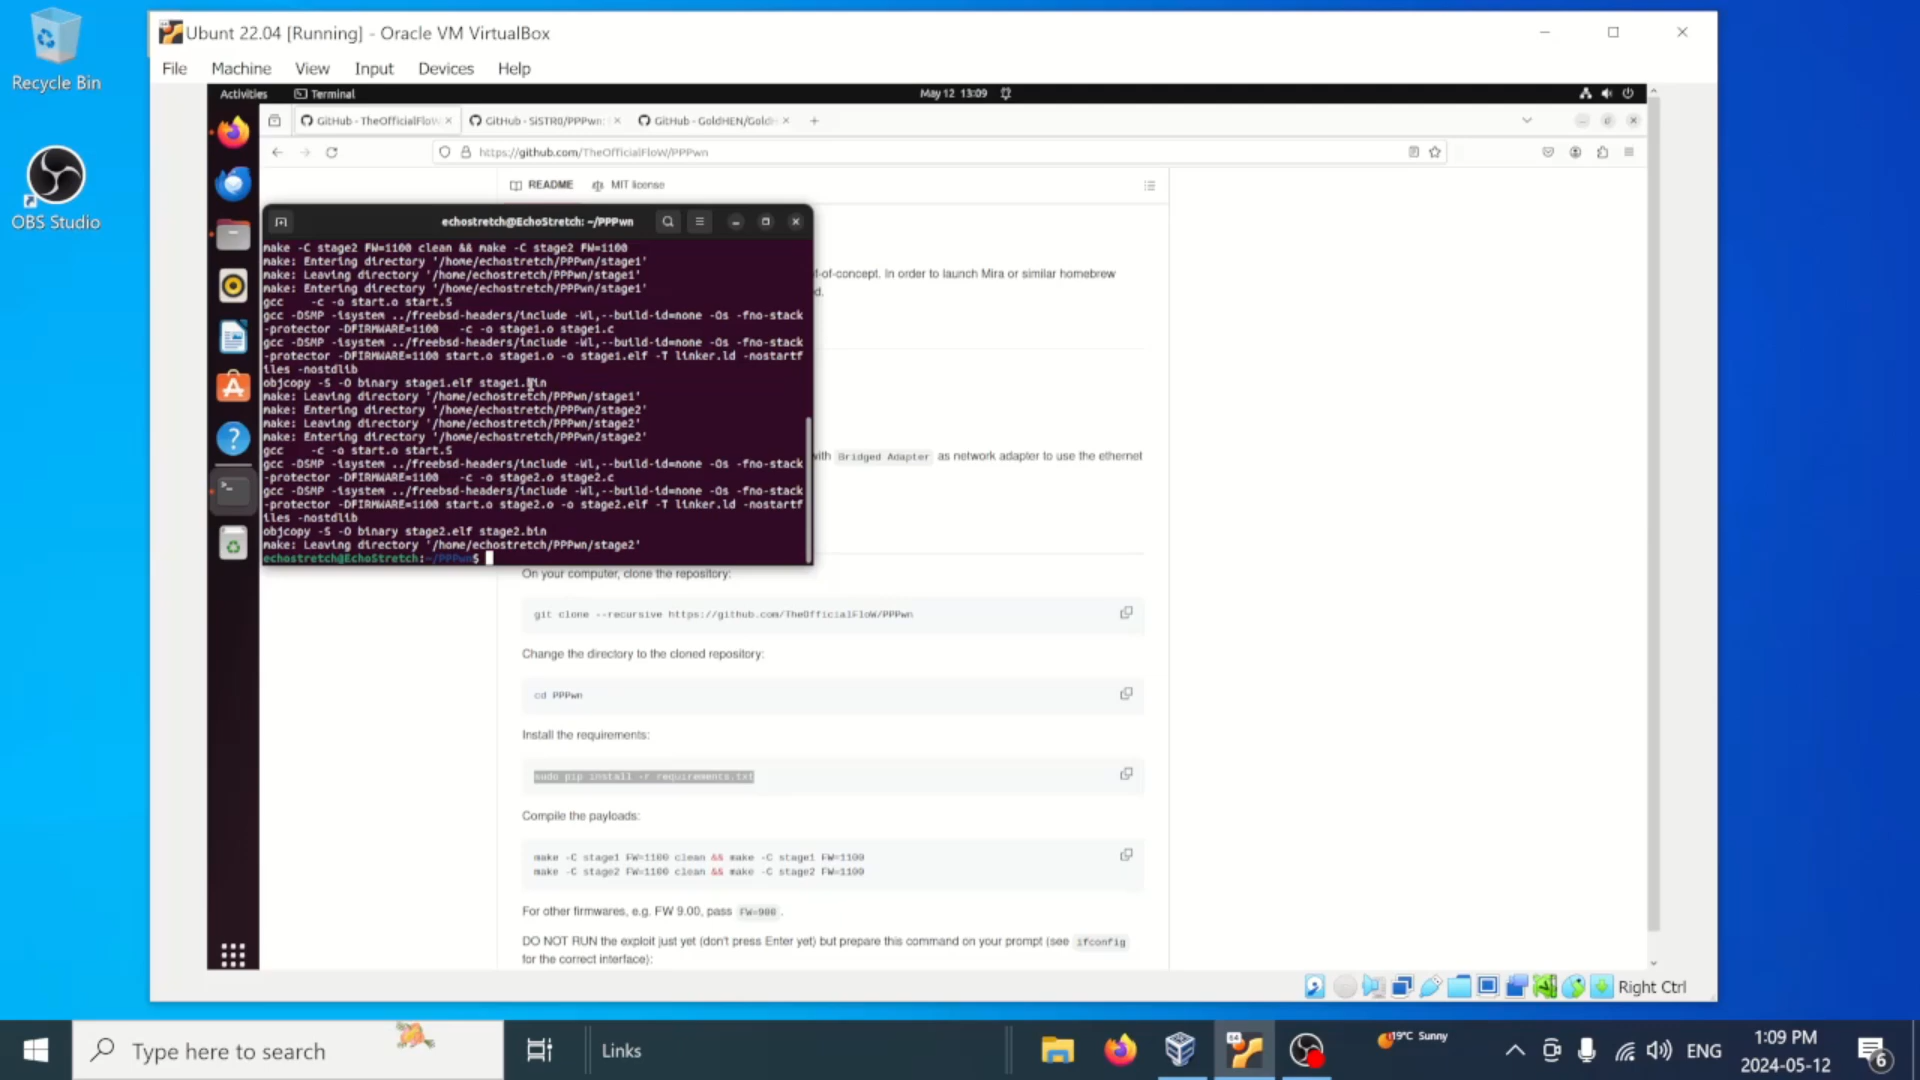 Recycle Bin
OBS Studio
Ubunt 22.04 [Running] - Oracle VM VirtualBox
File Machine View Input Devices Help
Activities Terminal May 12 13:09
GitHub - TheOfficialFloW GitHub - SiSTR0/PPPwn: GitHub - GoldHEN/Gold
https://github.com/TheOfficialFloW/PPPwn
README MIT license
echostretch@EchoStretch: ~/PPPwn
make -C stage2 FW=1100 clean && make -C stage2 FW=1100
make: Entering directory '/home/echostretch/PPPwn/stage1'
make: Leaving directory '/home/echostretch/PPPwn/stage1'
make: Entering directory '/home/echostretch/PPPwn/stage1'
gcc -c -o start.o start.S
gcc -DSMP -isystem ../freebsd-headers/include -Wl,--build-id=none -Os -fno-stack
-protector -DFIRMWARE=1100 -c -o stage1.o stage1.c
gcc -DSMP -isystem ../freebsd-headers/include -Wl,--build-id=none -Os -fno-stack
-protector -DFIRMWARE=1100 start.o stage1.o -o stage1.elf -T linker.ld -nostartf
iles -nostdlib
objcopy -S -O binary stage1.elf stage1.bin
make: Leaving directory '/home/echostretch/PPPwn/stage1'
make: Entering directory '/home/echostretch/PPPwn/stage2'
make: Leaving directory '/home/echostretch/PPPwn/stage2'
make: Entering directory '/home/echostretch/PPPwn/stage2'
gcc -c -o start.o start.S
gcc -DSMP -isystem ../freebsd-headers/include -Wl,--build-id=none -Os -fno-stack
-protector -DFIRMWARE=1100 -c -o stage2.o stage2.c
gcc -DSMP -isystem ../freebsd-headers/include -Wl,--build-id=none -Os -fno-stack
-protector -DFIRMWARE=1100 start.o stage2.o -o stage2.elf -T linker.ld -nostartf
iles -nostdlib
objcopy -S -O binary stage2.elf stage2.bin
make: Leaving directory '/home/echostretch/PPPwn/stage2'
echostretch@EchoStretch:~/PPPwn$
f-of-concept. In order to launch Mira or similar homebrew
d.
with Bridged Adapter as network adapter to use the ethernet
On your computer, clone the repository:
git clone --recursive https://github.com/TheOfficialFloW/PPPwn
Change the directory to the cloned repository:
cd PPPwn
Install the requirements:
sudo pip install -r requirements.txt
Compile the payloads:
make -C stage1 FW=1100 clean && make -C stage1 FW=1100
make -C stage2 FW=1100 clean && make -C stage2 FW=1100
For other firmwares, e.g. FW 9.00, pass FW=900 .
DO NOT RUN the exploit just yet (don't press Enter yet) but prepare this command on your prompt (see ifconfig
for the correct interface):
Right Ctrl
Type here to search
Links
19°C Sunny
ENG
1:09 PM
2024-05-12
6